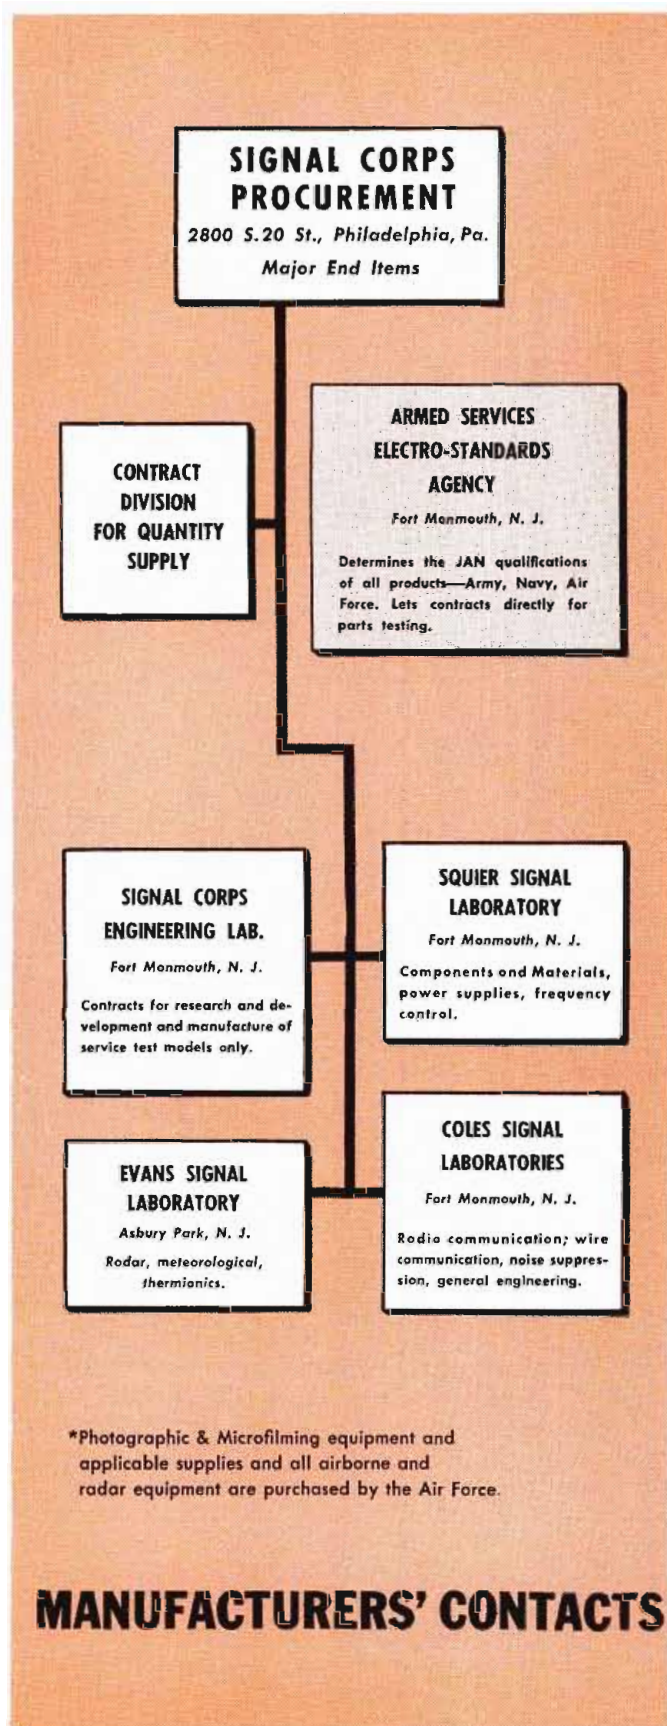 SIGNAL CORPS
PROCUREMENT
2800 S.20 St., Philadelphia, Pa.
Major End Items
CONTRACT
DIVISION
FOR QUANTITY
SUPPLY
ARMED SERVICES
ELECTRO-STANDARDS
AGENCY
Fort Monmouth, N. J.
Determines the JAN qualifications
of all products—Army, Navy, Air
Force. Lets contracts directly for
parts testing.
SIGNAL CORPS
ENGINEERING LAB.
Fort Monmouth, N. J.
Contracts for research and de-
velopment and manufacture of
service test models only.
SQUIER SIGNAL
LABORATORY
Fort Monmouth, N. J.
Components and Materials,
power supplies, frequency
control.
EVANS SIGNAL
LABORATORY
Asbury Park, N. J.
Radar, meteorological,
thermionics.
COLES SIGNAL
LABORATORIES
Fort Monmouth, N. J.
Radio communication; wire
communication, noise suppres-
sion, general engineering.
*Photographic & Microfilming equipment and
applicable supplies and all airborne and
radar equipment are purchased by the Air Force.
MANUFACTURERS' CONTACTS